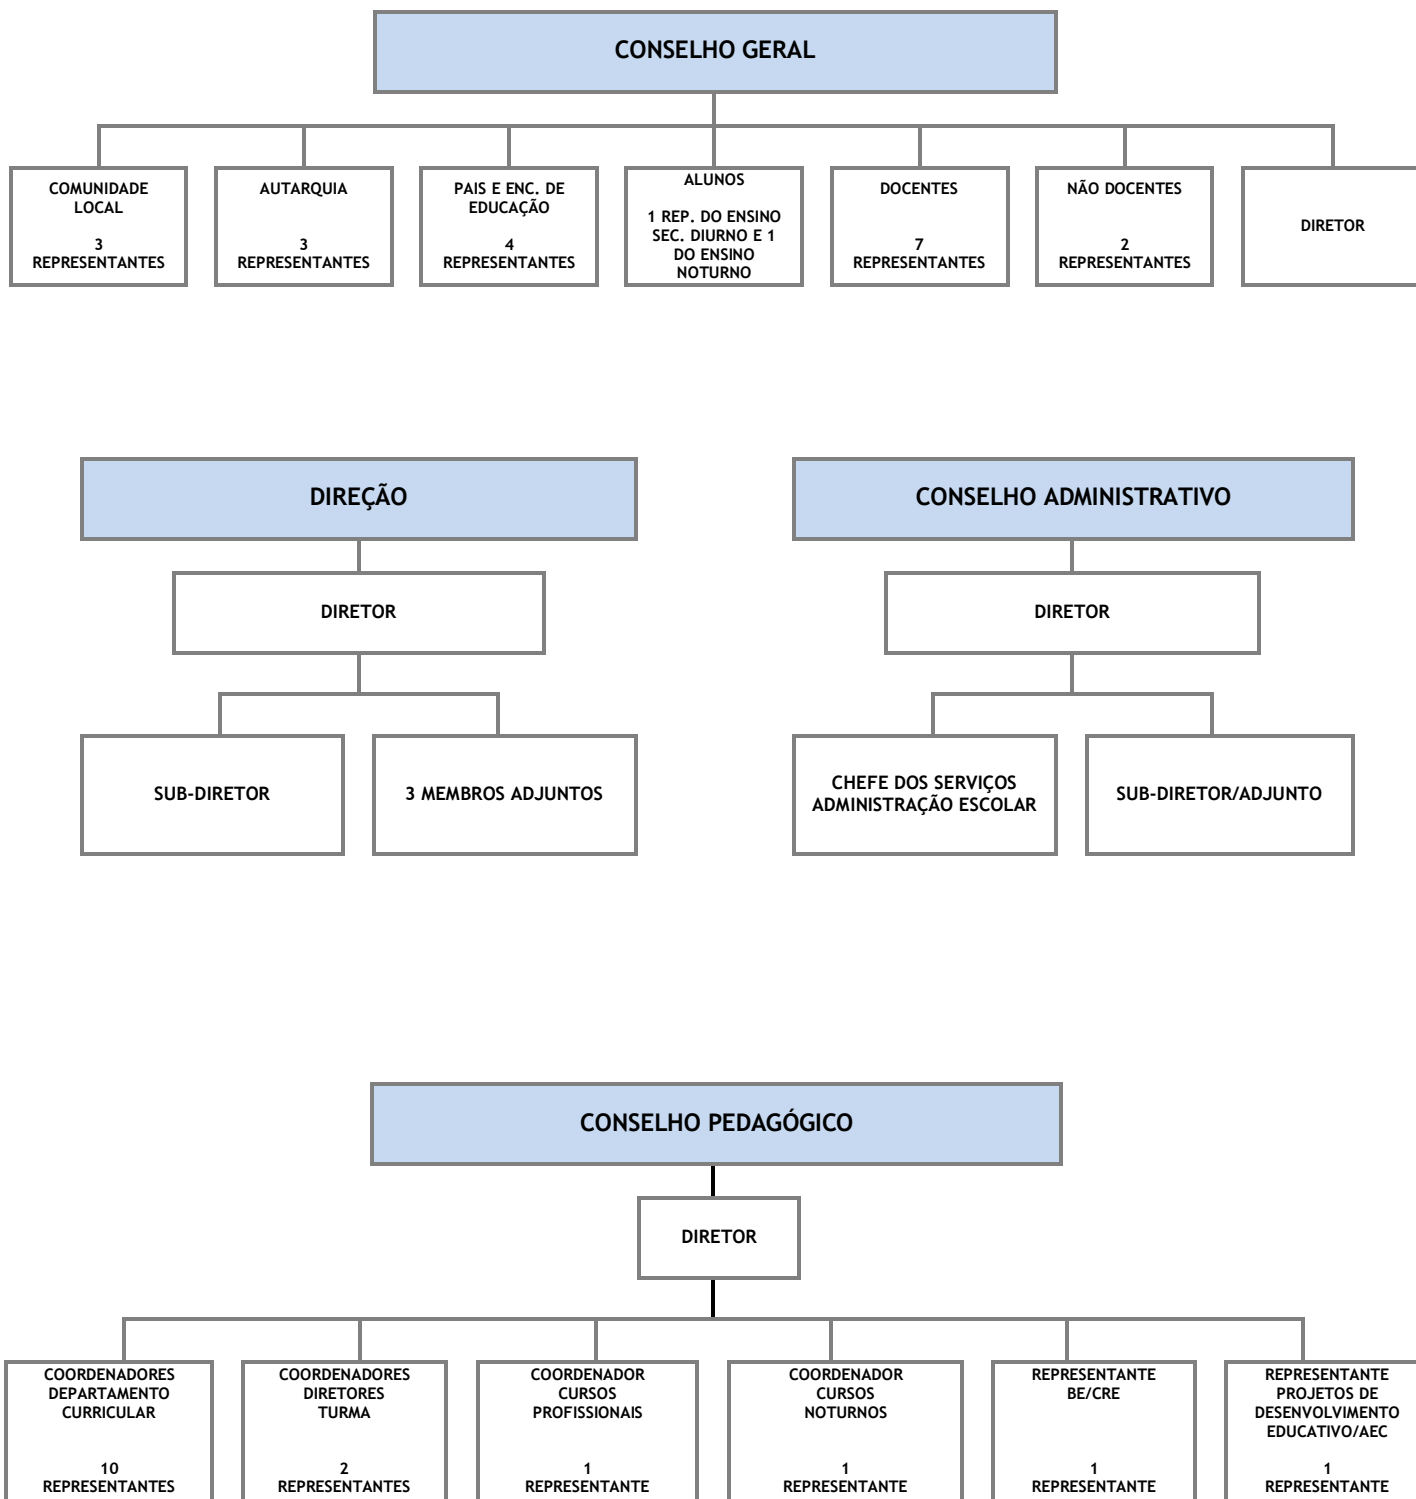 CONSELHO GERAL
COMUNIDADE
LOCAL
3
REPRESENTANTES
AUTARQUIA
3
REPRESENTANTES
PAIS E ENC. DE
EDUCAÇÃO
4
REPRESENTANTES
ALUNOS
1 REP. DO ENSINO
SEC. DIURNO E 1
DO ENSINO
NOTURNO
DOCENTES
7
REPRESENTANTES
NÃO DOCENTES
2
REPRESENTANTES
DIRETOR
DIREÇÃO
DIRETOR
SUB-DIRETOR
3 MEMBROS ADJUNTOS
CONSELHO ADMINISTRATIVO
DIRETOR
CHEFE DOS SERVIÇOS
ADMINISTRAÇÃO ESCOLAR
SUB-DIRETOR/ADJUNTO
CONSELHO PEDAGÓGICO
DIRETOR
COORDENADORES
DEPARTAMENTO
CURRICULAR
10
REPRESENTANTES
COORDENADORES
DIRETORES
TURMA
2
REPRESENTANTES
COORDENADOR
CURSOS
PROFISSIONAIS
1
REPRESENTANTE
COORDENADOR
CURSOS
NOTURNOS
1
REPRESENTANTE
REPRESENTANTE
BE/CRE
1
REPRESENTANTE
REPRESENTANTE
PROJETOS DE
DESENVOLVIMENTO
EDUCATIVO/AEC
1
REPRESENTANTE